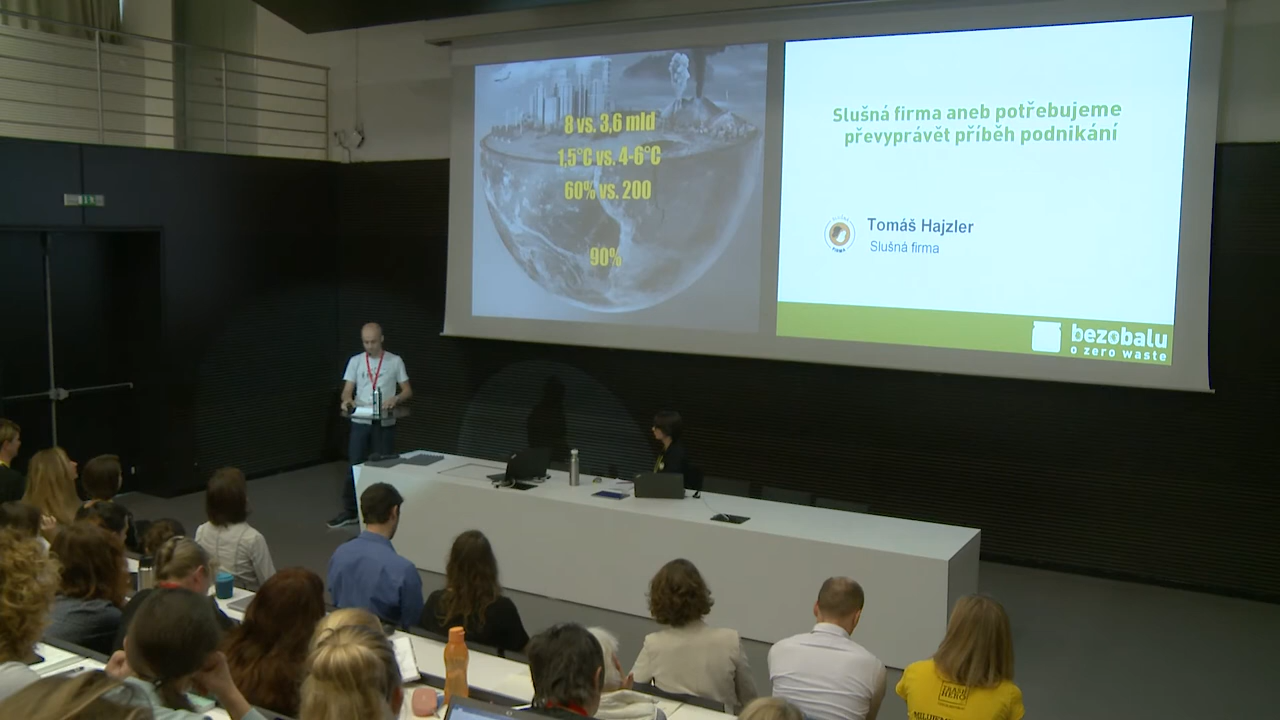 8 vs. 3,6 mld
1,5°C vs. 4-6°C
60% vs. 200
90%
Slušná firma aneb potřebujeme
převyprávět příběh podnikání
Tomáš Hajzler
Slušná firma
FIRMA
bezobalu
o zero waste